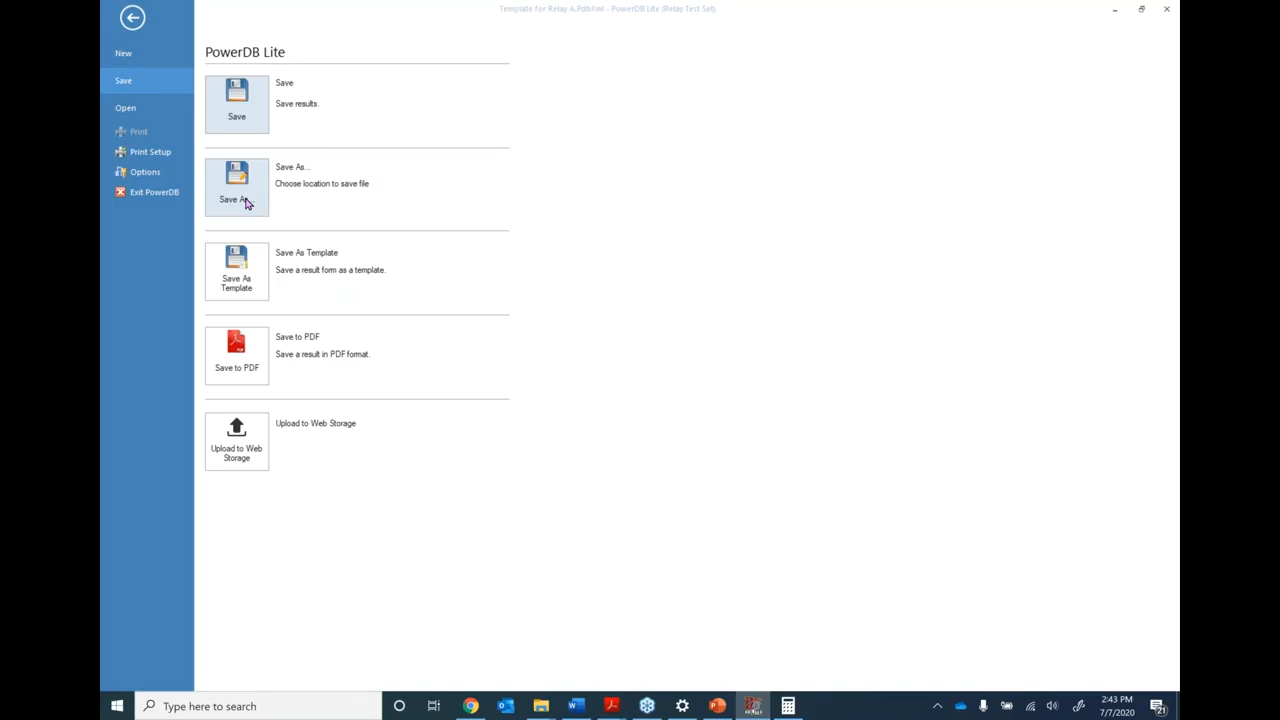 Template for Relay A.PdbXml - PowerDB Lite (Relay Test Set)
New
Save
Open
Print
Print Setup
Options
Exit PowerDB
PowerDB Lite
Save
Save
Save results.
Save As...
Save A
Choose location to save file
Save As Template
Save As
Template
Save a result form as a template.
Save to PDF
Save to PDF
Save a result in PDF format.
Upload to Web Storage
Upload to Web
Storage
Type here to search
2:43 PM
7/7/2020
21